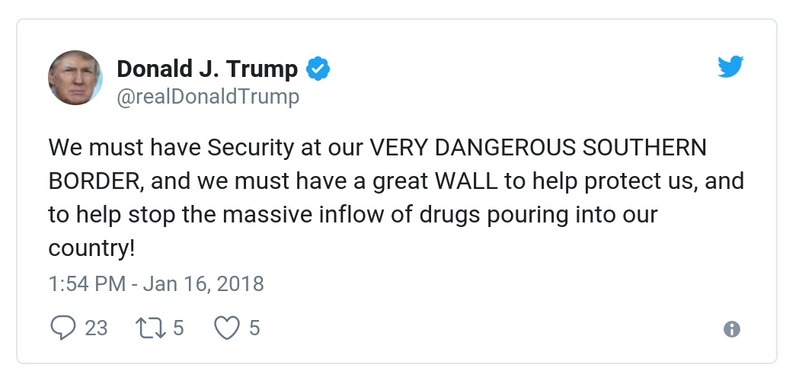 Donald J. Trump
@realDonaldTrump
We must have Security at our VERY DANGEROUS SOUTHERN
BORDER, and we must have a great WALL to help protect us, and
to help stop the massive inflow of drugs pouring into our
country!
1:54 PM - Jan 16, 2018
23 5 5